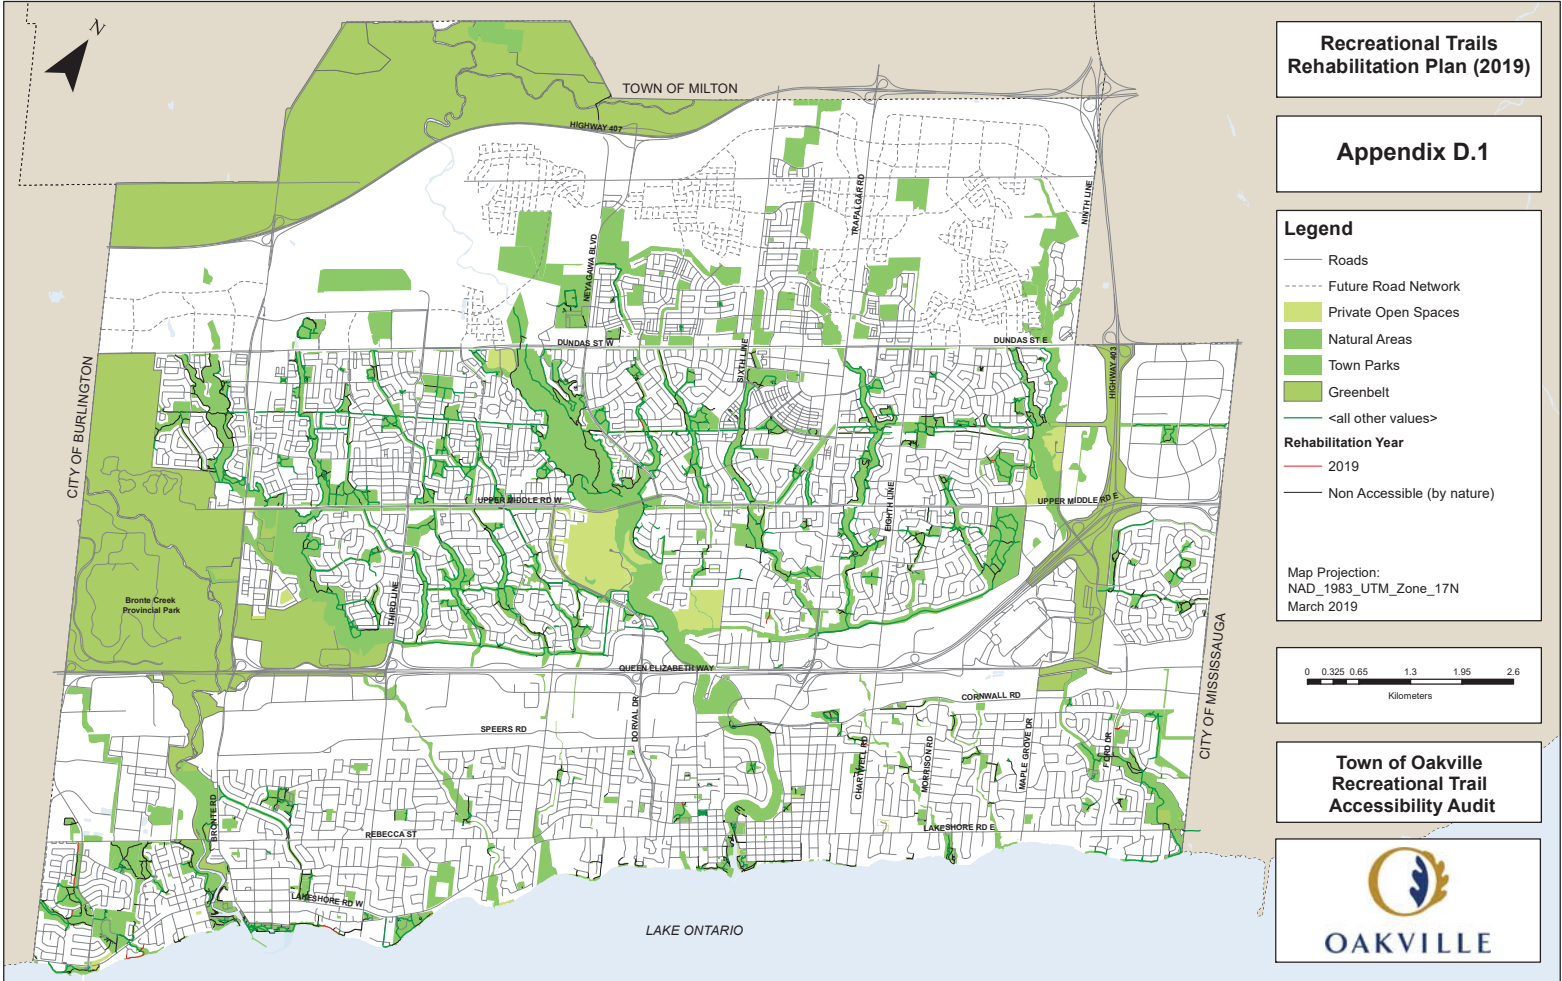 N
TOWN OF MILTON
HIGHWAY 407
TRAFALGAR RD
NINTH LINE
NEYAGAWA BLVD
DUNDAS ST W
SIXTH LINE
DUNDAS ST E
HIGHWAY 403
CITY OF BURLINGTON
UPPER MIDDLE RD W
EIGHTH LINE
UPPER MIDDLE RD E
Bronte Creek
Provincial Park
THIRD LINE
QUEEN ELIZABETH WAY
CITY OF MISSISSAUGA
CORNWALL RD
SPEERS RD
DORVAL DR
CHARTWELL RD
MORRISON RD
MAPLE GROVE DR
FORD DR
BRONTE RD
REBECCA ST
LAKESHORE RD E
LAKESHORE RD W
LAKE ONTARIO
Recreational Trails
Rehabilitation Plan (2019)
Appendix D.1
Legend
Roads
Future Road Network
Private Open Spaces
Natural Areas
Town Parks
Greenbelt
<all other values>
Rehabilitation Year
2019
Non Accessible (by nature)
Map Projection:
NAD_1983_UTM_Zone_17N
March 2019
0 0.325 0.65 1.3 1.95 2.6
Kilometers
Town of Oakville
Recreational Trail
Accessibility Audit
OAKVILLE